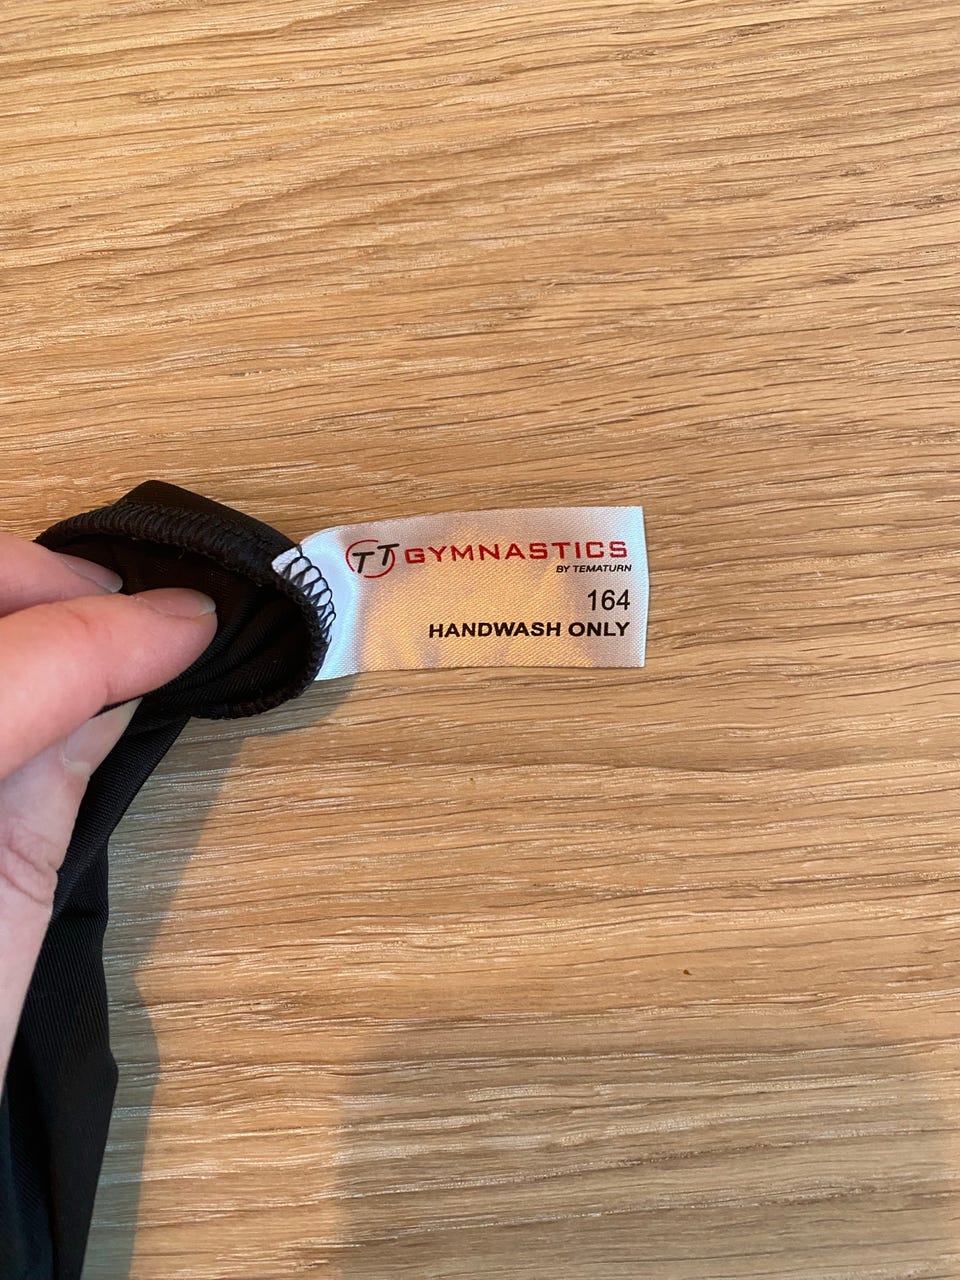 TT GYMNASTICS
BY TEMATURN
164
HANDWASH ONLY